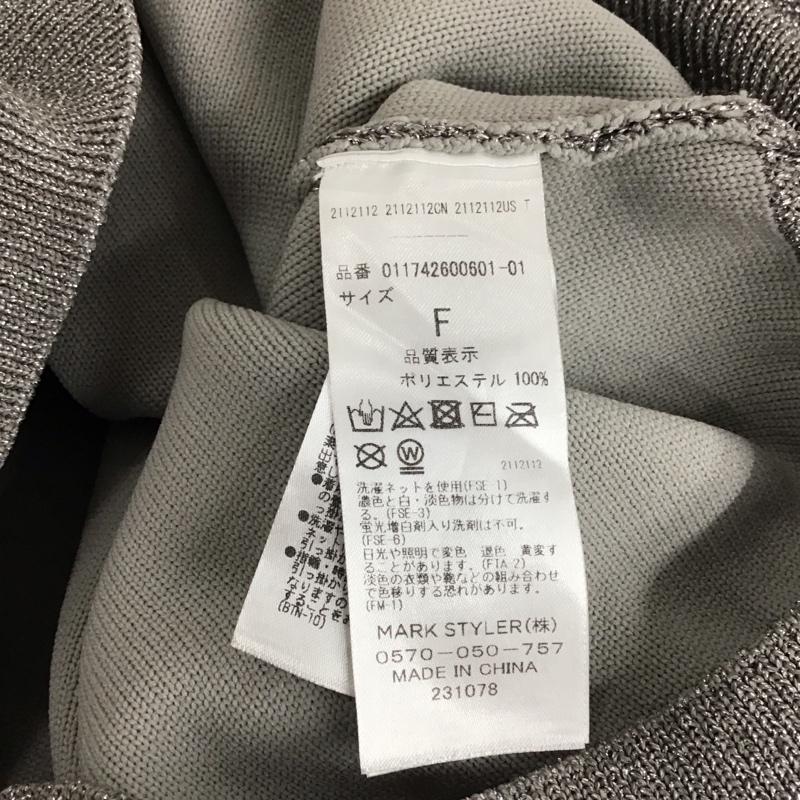 2112112 2112112CN 2112112US T
品番 011742600601-01
サイズ
F
品質表示
ポリエステル 100%
W
2112112
洗濯ネットを使用(FSE-1)
濃色と白・淡色物は分けて洗濯す
る。(FSE-3)
蛍光増白剤入り洗剤は不可。
(FSE-6)
日光や照明で変色 退色 黄変す
ることがあります。(FIA-2)
淡色の衣類や鞄などの組み合わせ
で色移りする恐れがあります。
(FM-1)
MARK STYLER(株)
0570-050-757
MADE IN CHINA
231078
(BTN-10)